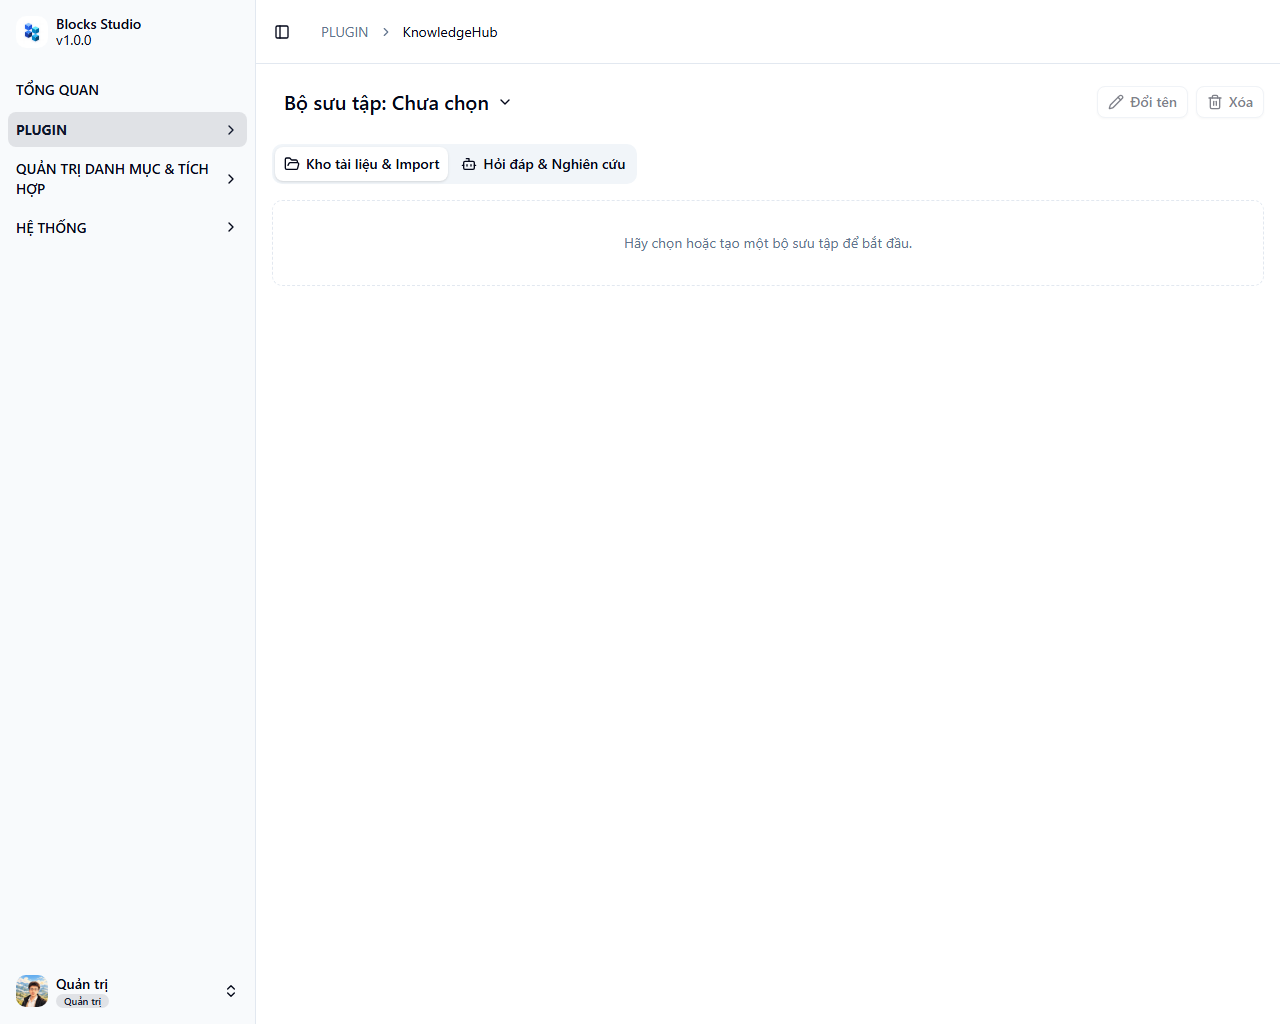 Blocks Studio
v1.0.0
TỔNG QUAN
PLUGIN
QUẢN TRỊ DANH MỤC & TÍCH
HỢP
HỆ THỐNG
Quản trị
Quản trị
PLUGIN
KnowledgeHub
Bộ sưu tập: Chưa chọn
Đổi tên
Xóa
Kho tài liệu & Import
Hỏi đáp & Nghiên cứu
Hãy chọn hoặc tạo một bộ sưu tập để bắt đầu.